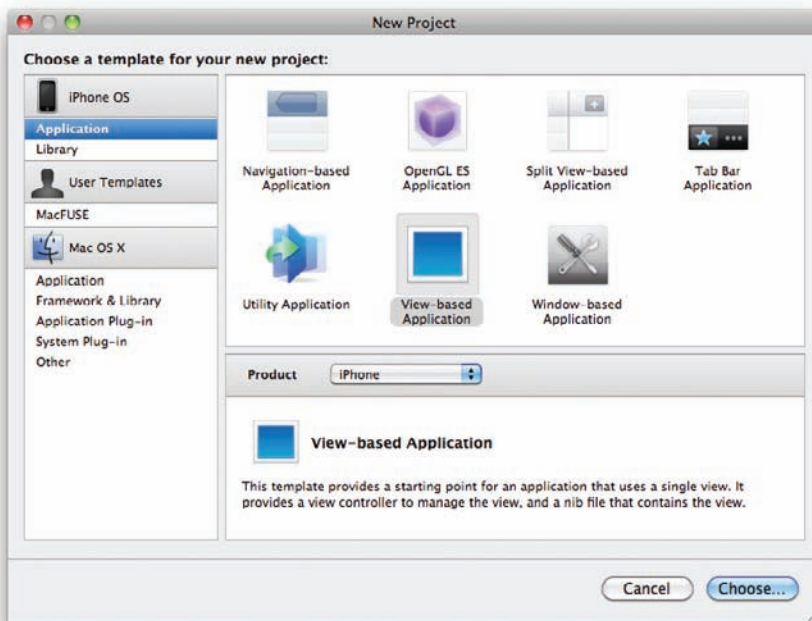 New Project
Choose a template for your new project:
iPhone OS
Application
Library
User Templates
MacFUSE
Mac OS X
Application
Framework & Library
Application Plug-in
System Plug-in
Other
Navigation-based
Application
OpenGL ES
Application
Split View-based
Application
Tab Bar
Application
Utility Application
View-based
Application
Window-based
Application
Product
iPhone
View-based Application
This template provides a starting point for an application that uses a single view. It
provides a view controller to manage the view, and a nib file that contains the view.
Cancel
Choose...